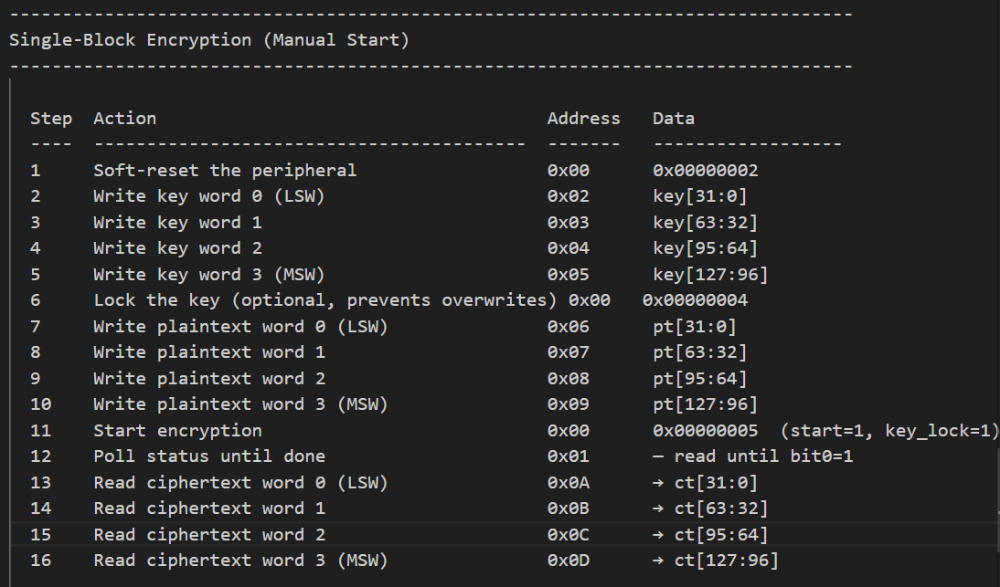 --------------------------------------------------------------------------------
Single-Block Encryption (Manual Start)
--------------------------------------------------------------------------------
Step  Action                                     Address   Data
----  -----------------------------------------  -------   ------------------
1     Soft-reset the peripheral                  0x00      0x00000002
2     Write key word 0 (LSW)                     0x02      key[31:0]
3     Write key word 1                           0x03      key[63:32]
4     Write key word 2                           0x04      key[95:64]
5     Write key word 3 (MSW)                     0x05      key[127:96]
6     Lock the key (optional, prevents overwrites) 0x00   0x00000004
7     Write plaintext word 0 (LSW)               0x06      pt[31:0]
8     Write plaintext word 1                     0x07      pt[63:32]
9     Write plaintext word 2                     0x08      pt[95:64]
10    Write plaintext word 3 (MSW)               0x09      pt[127:96]
11    Start encryption                           0x00      0x00000005  (start=1, key_lock=1)
12    Poll status until done                     0x01      — read until bit0=1
13    Read ciphertext word 0 (LSW)               0x0A      → ct[31:0]
14    Read ciphertext word 1                     0x0B      → ct[63:32]
15    Read ciphertext word 2                     0x0C      → ct[95:64]
16    Read ciphertext word 3 (MSW)               0x0D      → ct[127:96]